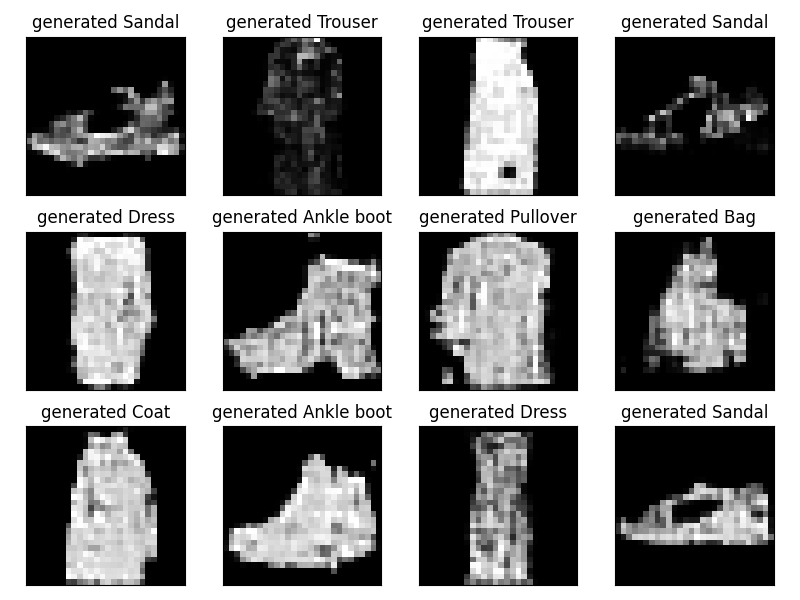 generated Sandal
generated Trouser
generated Trouser
generated Sandal
generated Dress
generated Ankle boot
generated Pullover
generated Bag
generated Coat
generated Ankle boot
generated Dress
generated Sandal